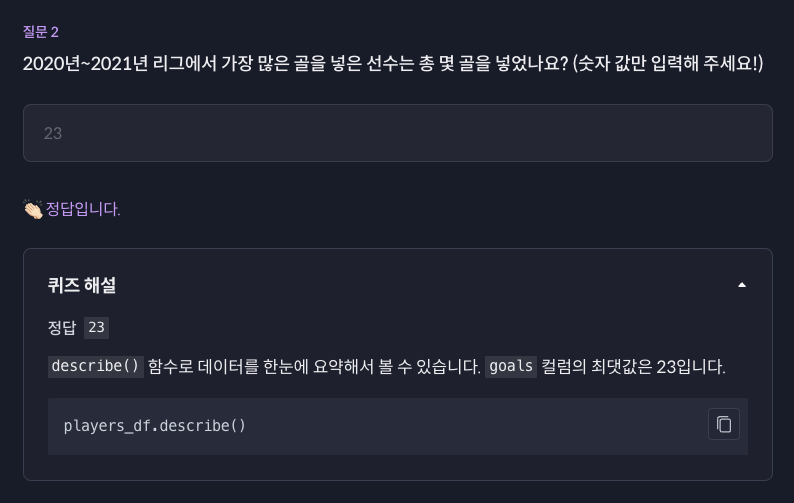 질문 2
2020년~2021년 리그에서 가장 많은 골을 넣은 선수는 총 몇 골을 넣었나요? (숫자 값만 입력해 주세요!)
23
정답입니다.
퀴즈 해설
정답 23
describe() 함수로 데이터를 한눈에 요약해서 볼 수 있습니다. goals 컬럼의 최댓값은 23입니다.
players_df.describe()